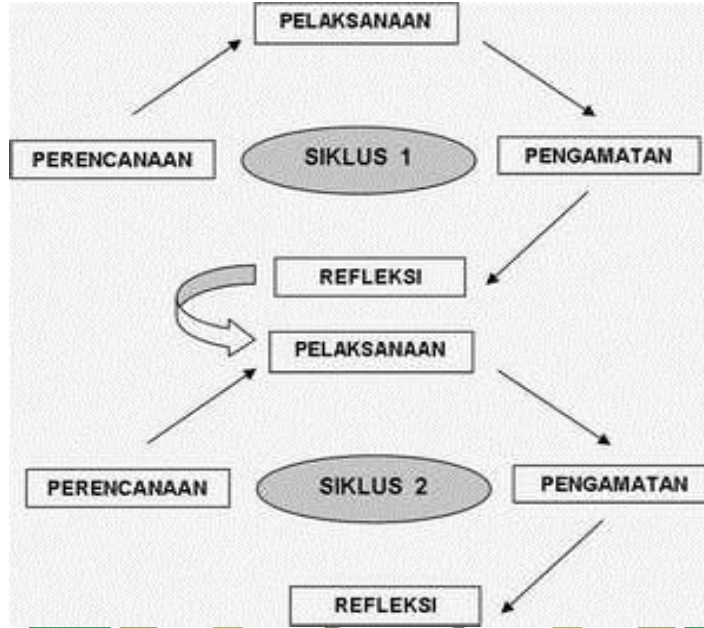 PELAKSANAAN
PERENCANAAN
SIKLUS 1
PENGAMATAN
REFLEKSI
PELAKSANAAN
PERENCANAAN
SIKLUS 2
PENGAMATAN
REFLEKSI